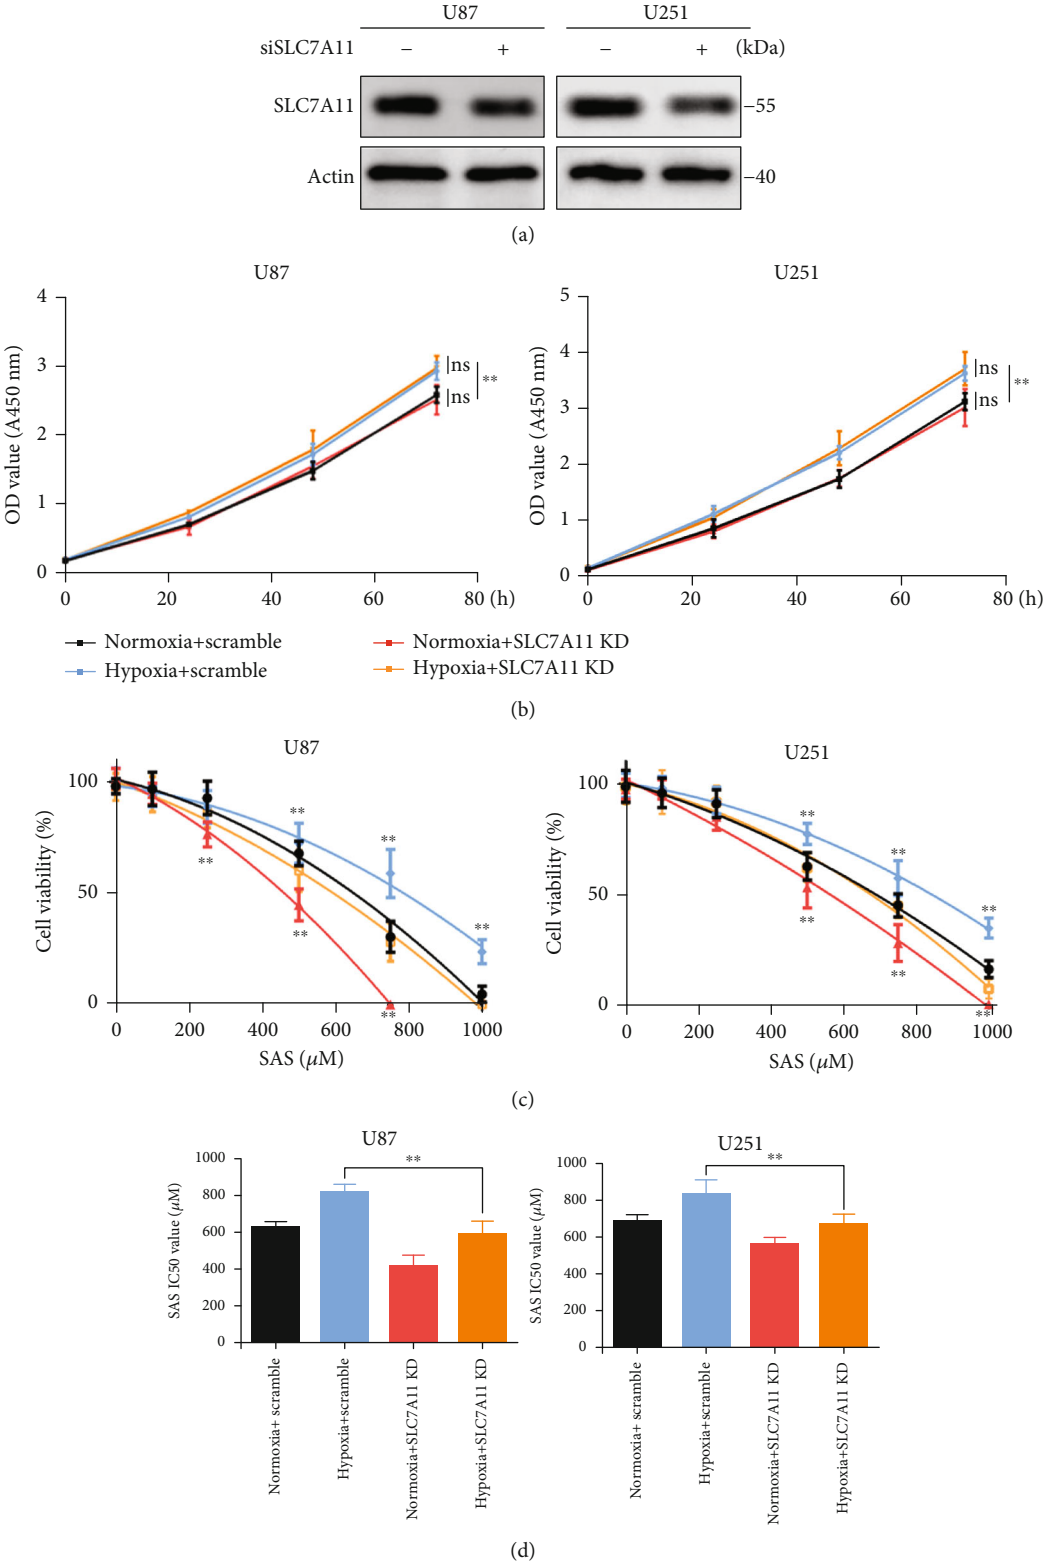 U87 U251
siSLC7A11 − + − + (kDa)
SLC7A11 −55
Actin −40
(a)
U87 U251
4 3 2 1 0
OD value (A450 nm)
0 20 40 60 80 (h)
ns ns **
5 4 3 2 1 0
OD value (A450 nm)
0 20 40 60 80 (h)
ns ns **
Normoxia+scramble
Hypoxia+scramble
Normoxia+SLC7A11 KD
Hypoxia+SLC7A11 KD
(b)
U87
100 50 0
Cell viability (%)
** ** ** ** ** **
0 200 400 600 800 1000
SAS (μM)
U251
100 50 0
Cell viability (%)
** ** ** ** ** **
0 200 400 600 800 1000
SAS (μM)
(c)
U87
1000 800 600 400 200 0
SAS IC50 value (μM)
**
Normoxia+ scramble
Hypoxia+scramble
Normoxia+SLC7A11 KD
Hypoxia+SLC7A11 KD
U251
1000 800 600 400 200 0
SAS IC50 value (μM)
**
Normoxia+ scramble
Hypoxia+scramble
Normoxia+SLC7A11 KD
Hypoxia+SLC7A11 KD
(d)